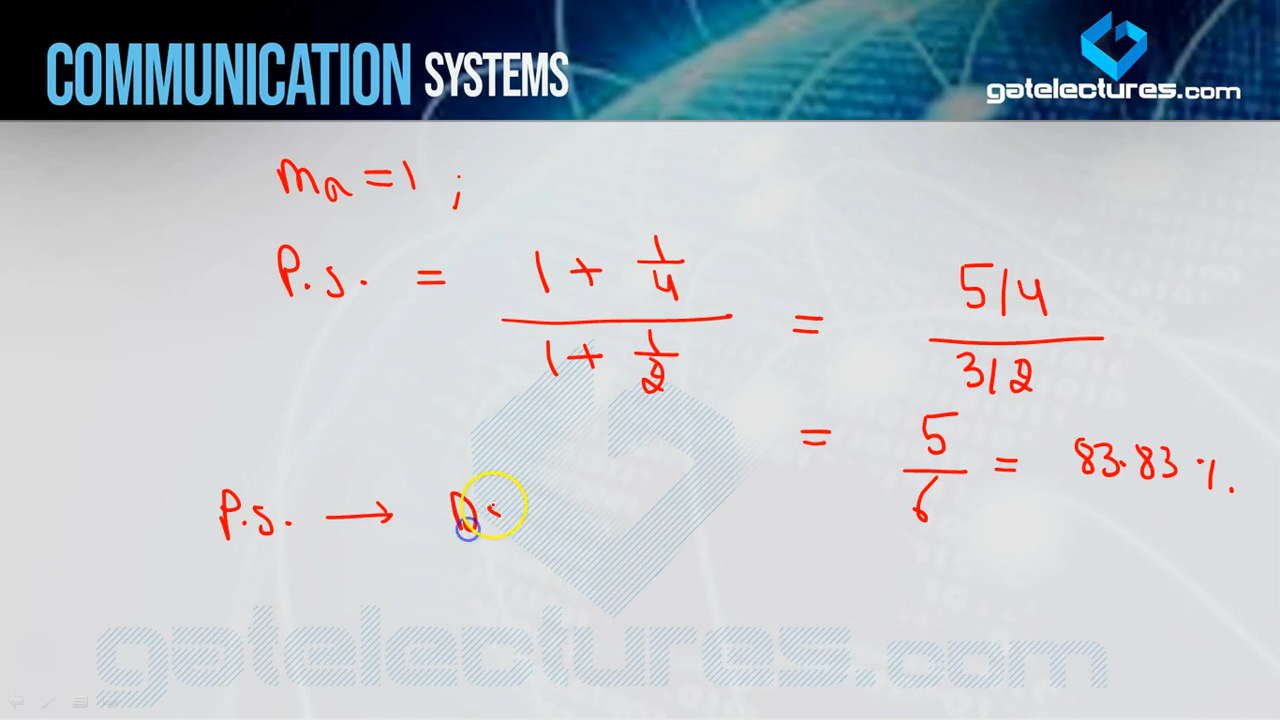 COMMUNICATION SYSTEMS
gatelectures.com
ma = 1 ;
P.S. = (1 + 1/4) / (1 + 1/2) = (5/4) / (3/2)
= 5/6 = 83.83 %.
P.S. →
gatelectures.com